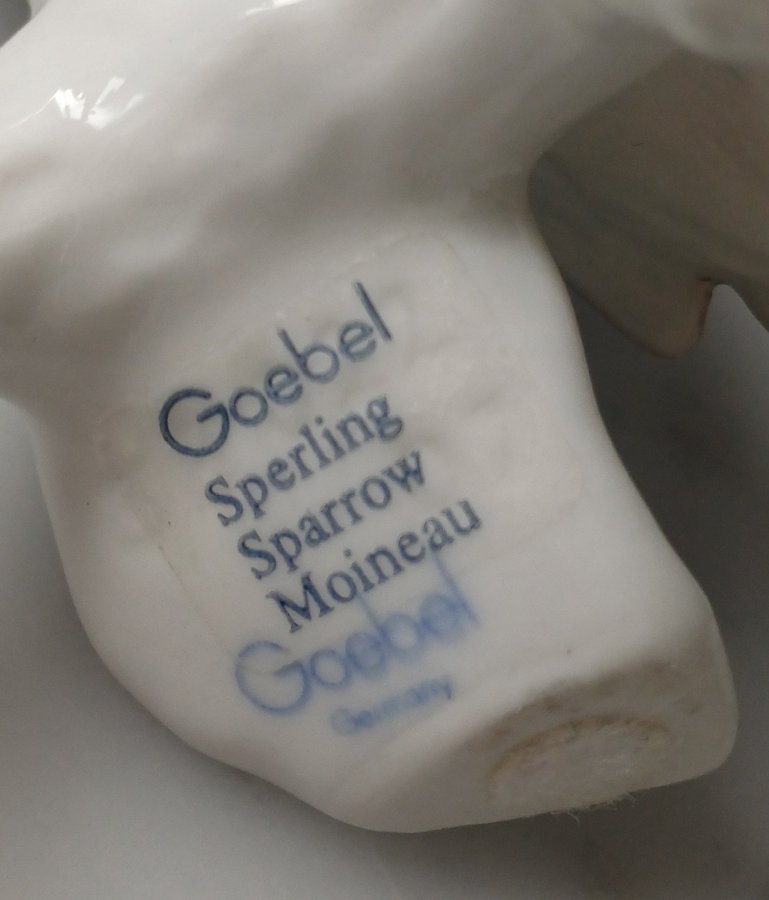 Goebel
Sperling
Sparrow
Moineau
Goebel
Germany